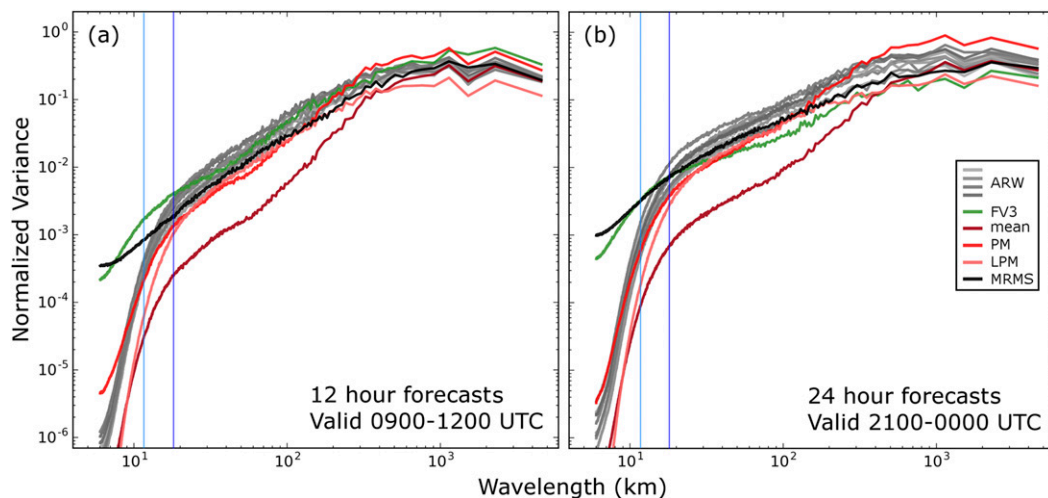 (a)
(b)
10⁰
10⁻¹
10⁻²
10⁻³
10⁻⁴
10⁻⁵
10⁻⁶
Normalized Variance
ARW
FV3
mean
PM
LPM
MRMS
12 hour forecasts
Valid 0900-1200 UTC
24 hour forecasts
Valid 2100-0000 UTC
10¹ 10² 10³ 10¹ 10² 10³
Wavelength (km)